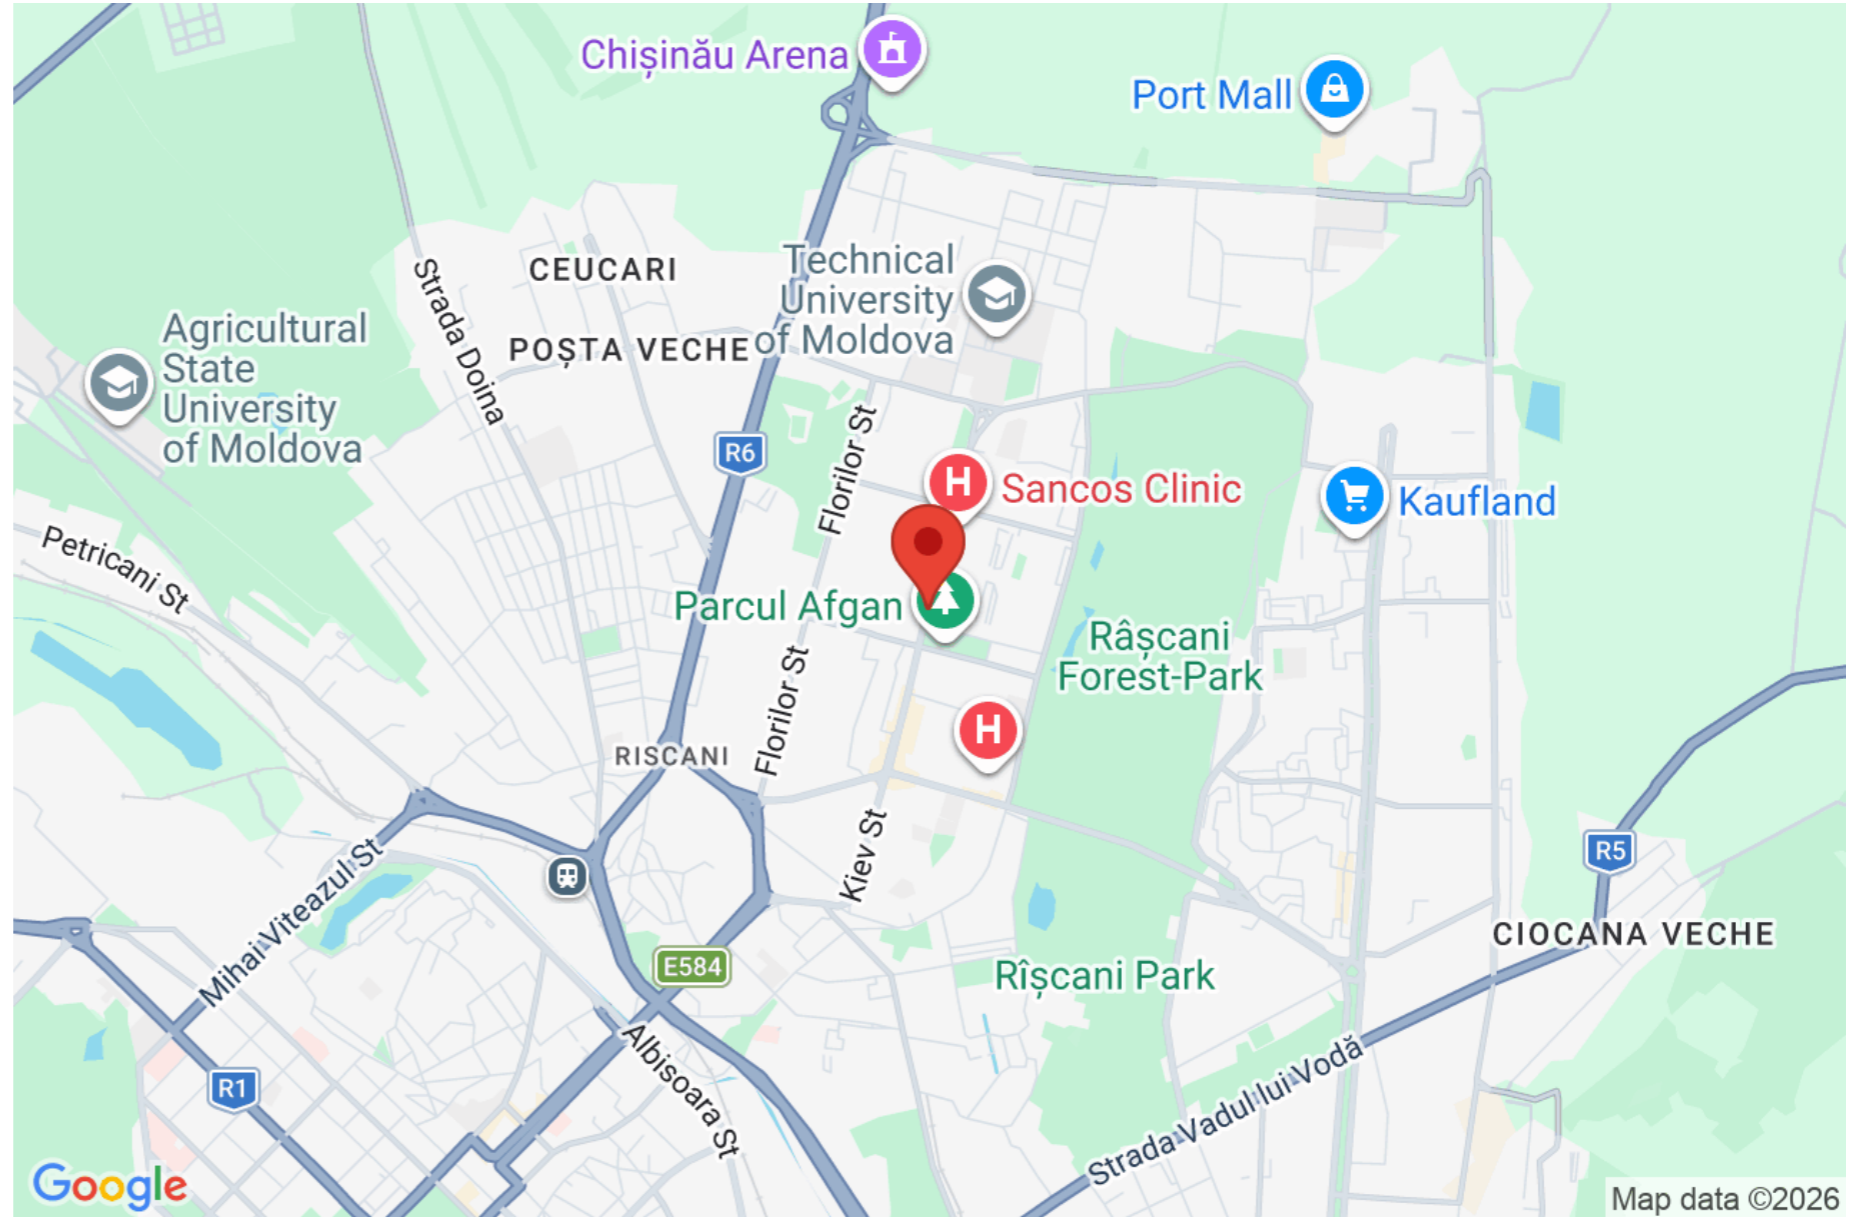 Chișinău Arena
Port Mall
CEUCARI
Technical
University
of Moldova
Strada Doina
Agricultural
State
University
of Moldova
POȘTA VECHE
Florilor St
R6
H
Sancos Clinic
Kaufland
Petricani St
Parcul Afgan
Râșcani
Forest-Park
Florilor St
H
RISCANI
Kiev St
R5
Mihai Viteazul St
CIOCANA VECHE
E584
Rîșcani Park
Albisoara St
R1
Strada Vadul lui Vodă
Google
Map data ©2026